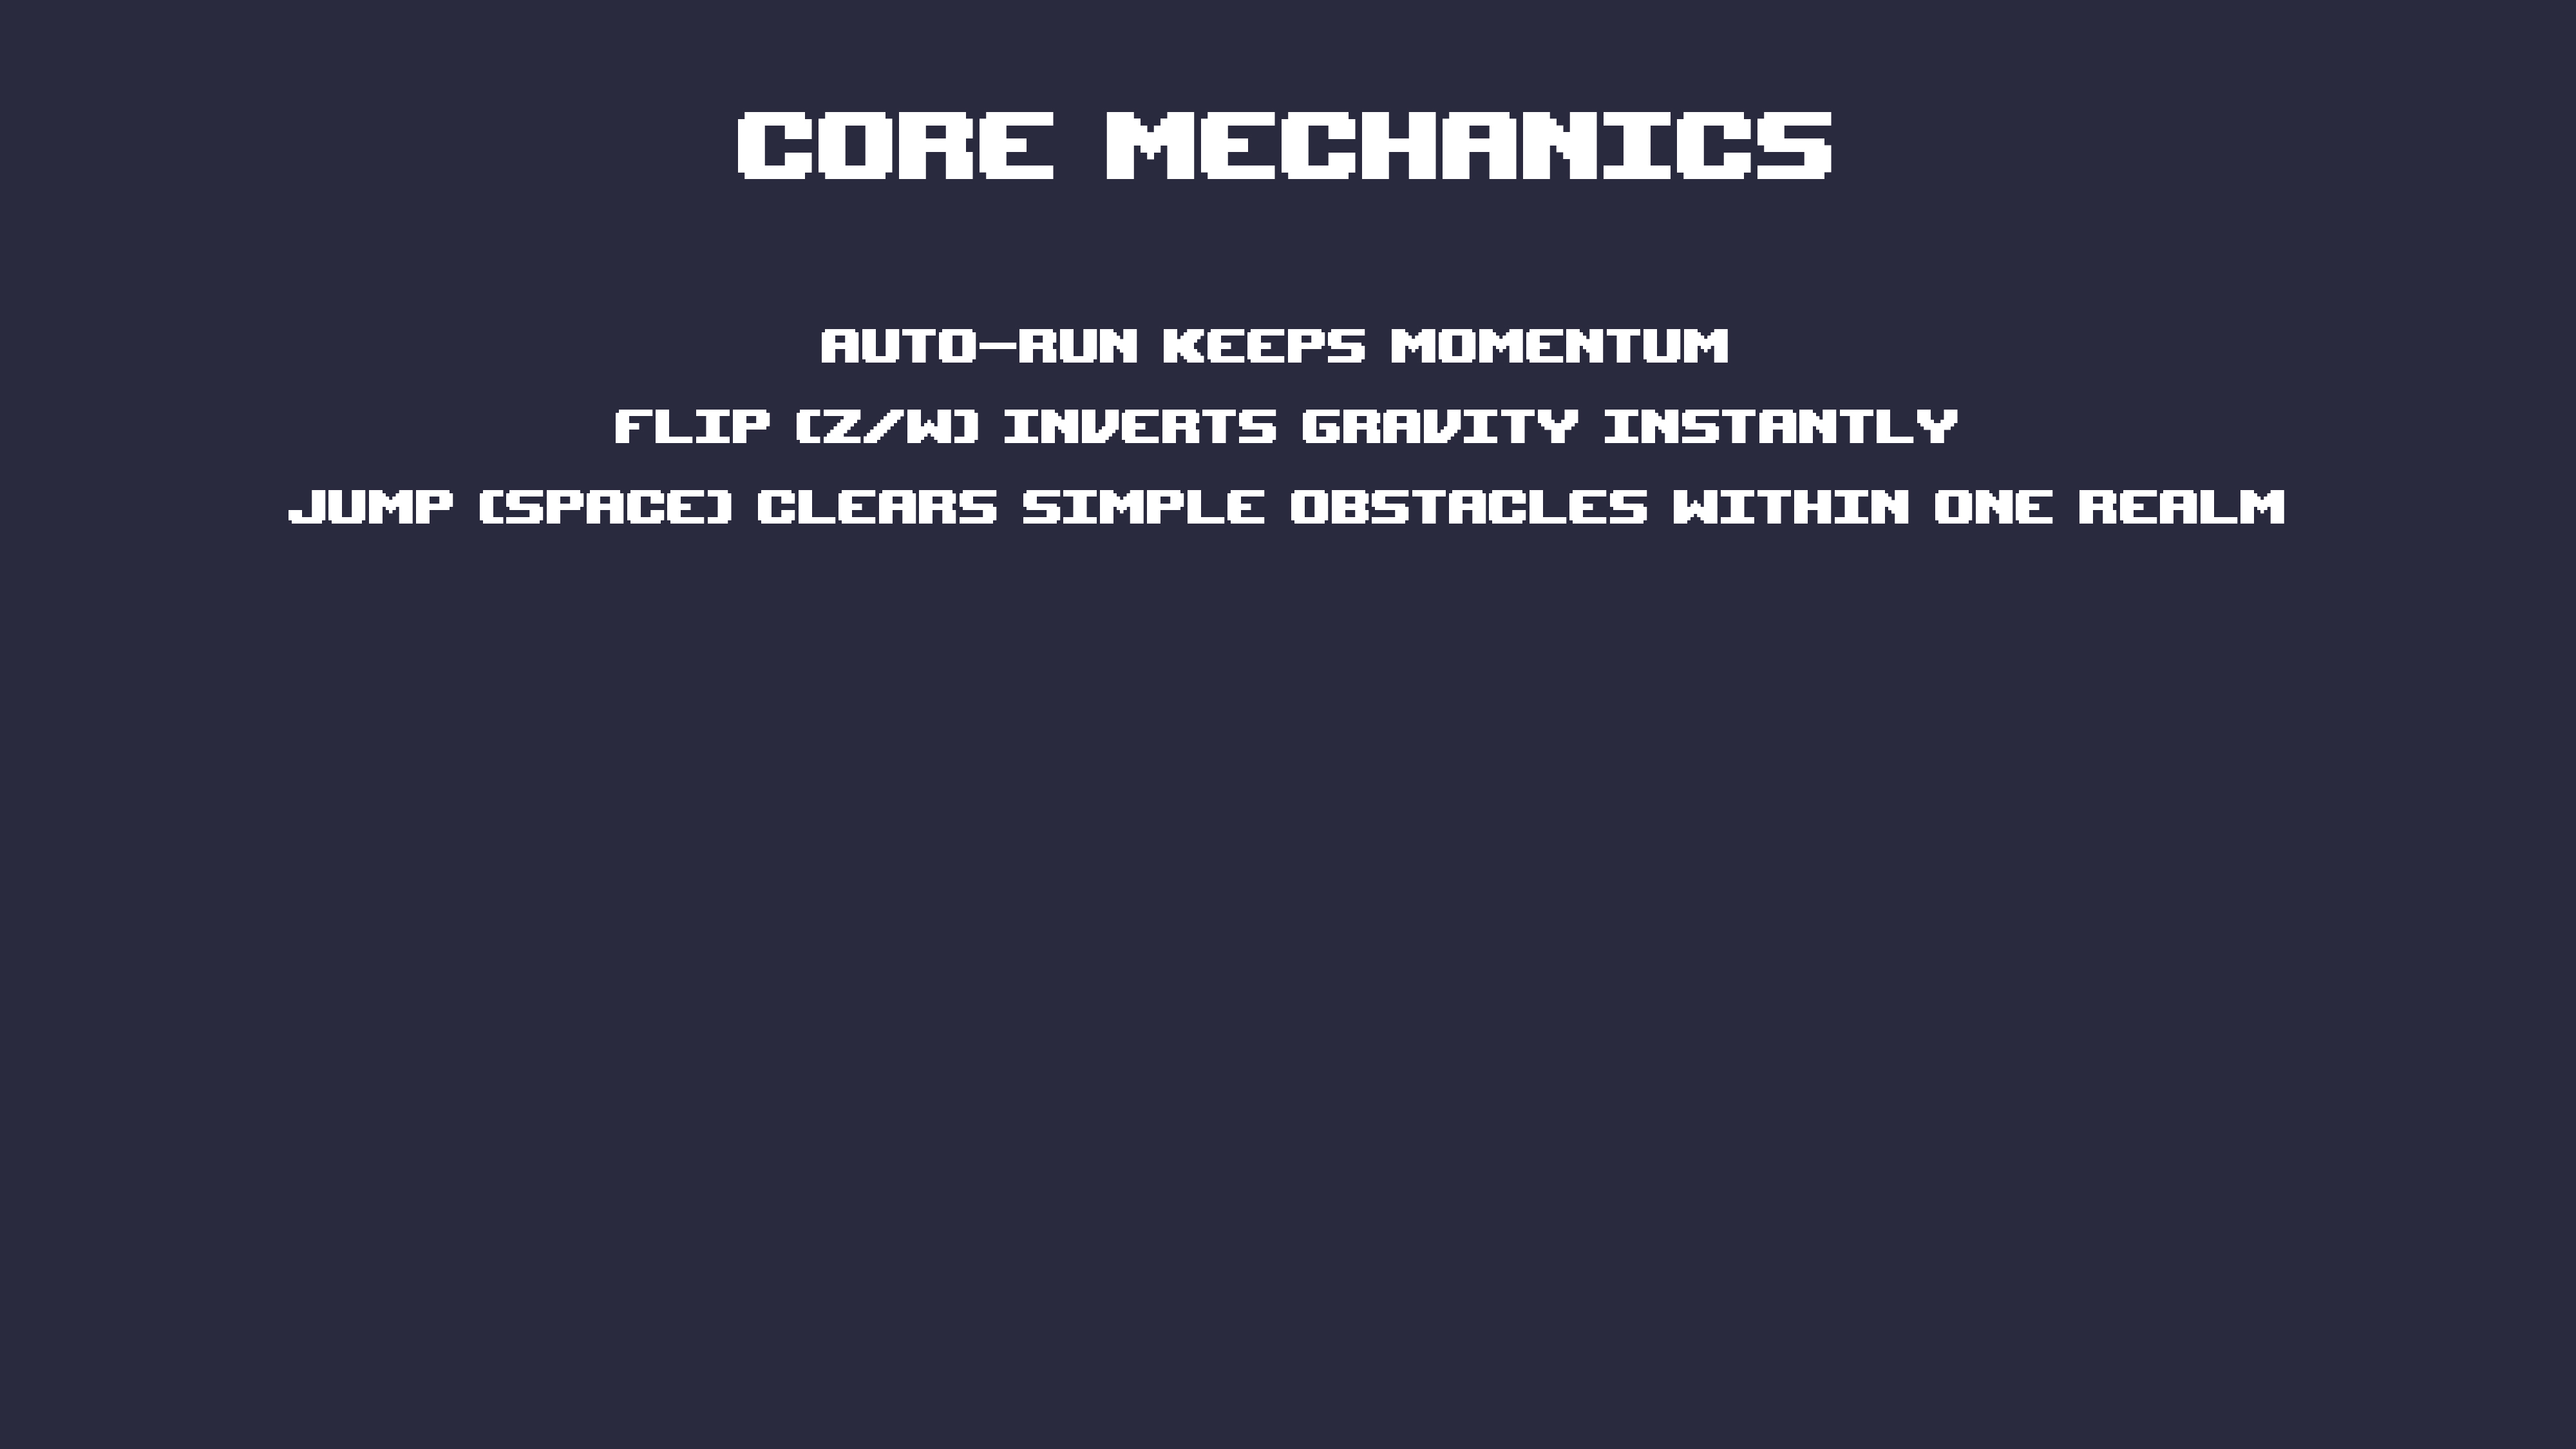 CORE MECHANICS
AUTO-RUN KEEPS MOMENTUM
FLIP (Z/W) INVERTS GRAVITY INSTANTLY
JUMP (SPACE) CLEARS SIMPLE OBSTACLES WITHIN ONE REALM